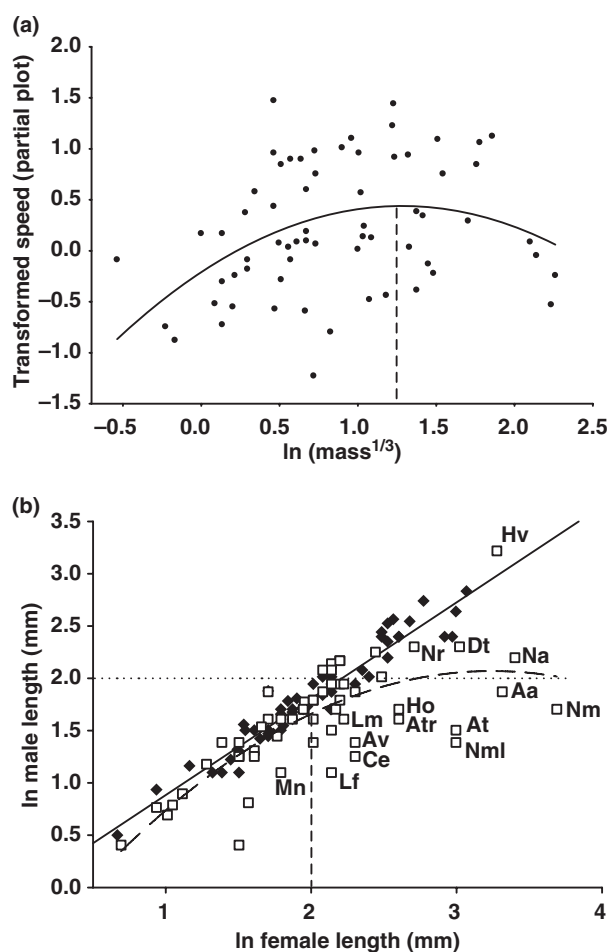 (a)
Transformed speed (partial plot)
2.0
1.5
1.0
0.5
0.0
–0.5
–1.0
–1.5
–0.5 0.0 0.5 1.0 1.5 2.0 2.5
ln (mass1/3)
(b)
ln male length (mm)
3.5
3.0
2.5
2.0
1.5
1.0
0.5
0.0
Hv
Nr Dt Na
Aa
Nm
Ho
Lm
Atr
At
Av
Nml
Ce
Mn Lf
1 2 3 4
ln female length (mm)